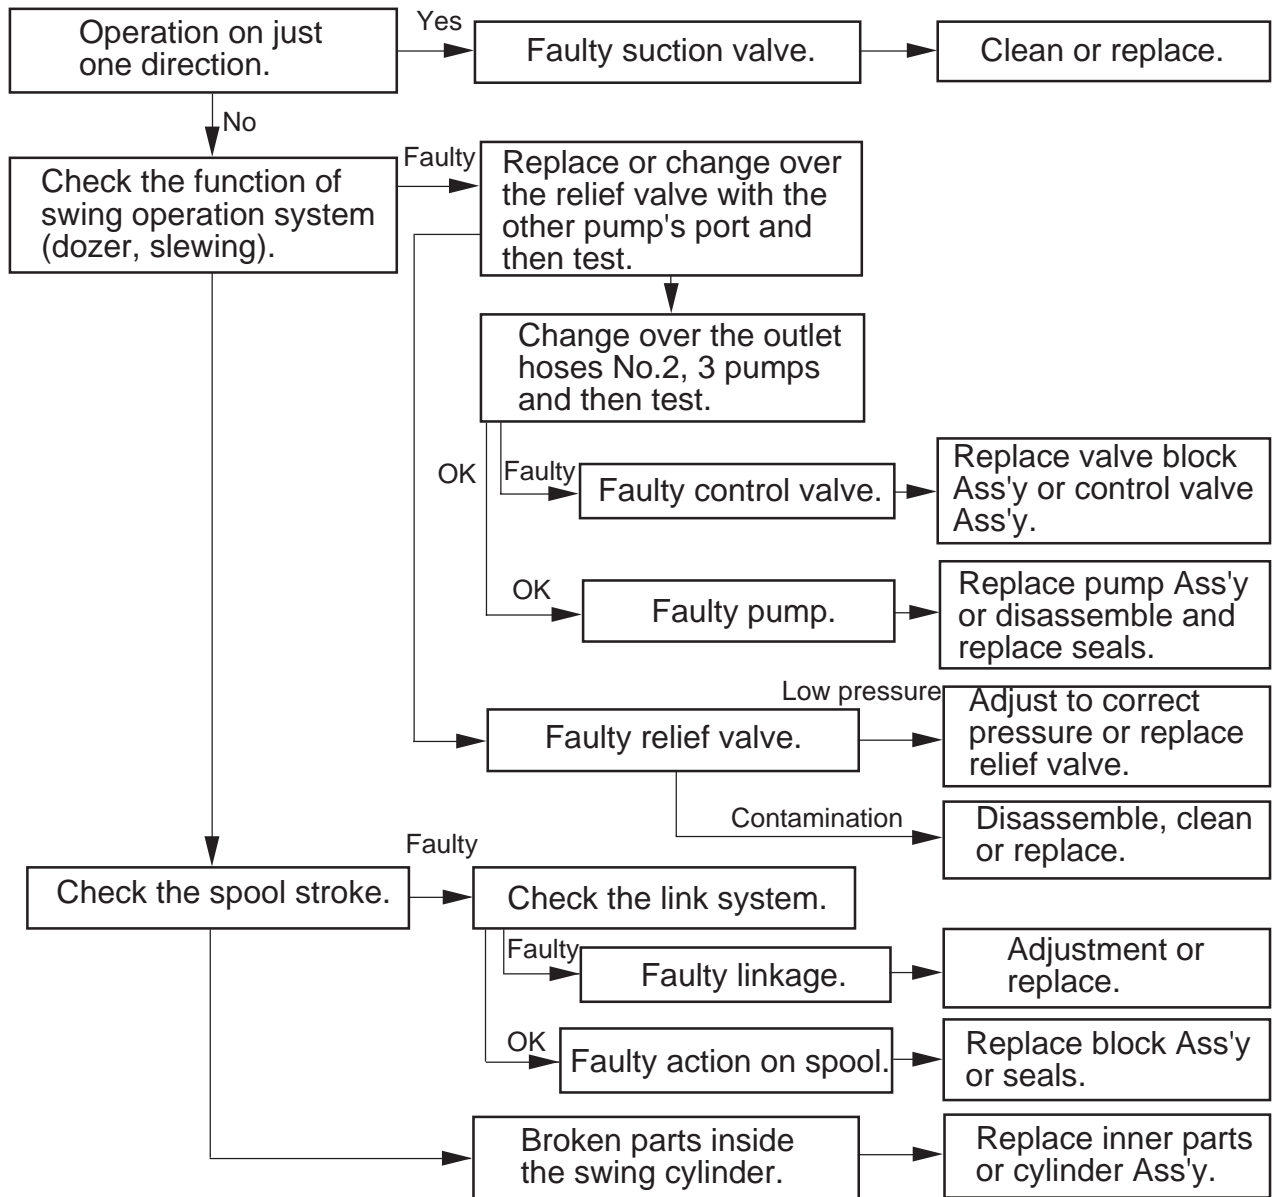 Operation on just
one direction.
Yes
Faulty suction valve.
Clean or replace.
No
Check the function of
swing operation system
(dozer, slewing).
Faulty
Replace or change over
the relief valve with the
other pump's port and
then test.
Change over the outlet
hoses No.2, 3 pumps
and then test.
OK
Faulty
Faulty control valve.
Replace valve block
Ass'y or control valve
Ass'y.
OK
Faulty pump.
Replace pump Ass'y
or disassemble and
replace seals.
Faulty relief valve.
Low pressure
Adjust to correct
pressure or replace
relief valve.
Contamination
Disassemble, clean
or replace.
Check the spool stroke.
Faulty
Check the link system.
Faulty
Faulty linkage.
Adjustment or
replace.
OK
Faulty action on spool.
Replace block Ass'y
or seals.
Broken parts inside
the swing cylinder.
Replace inner parts
or cylinder Ass'y.